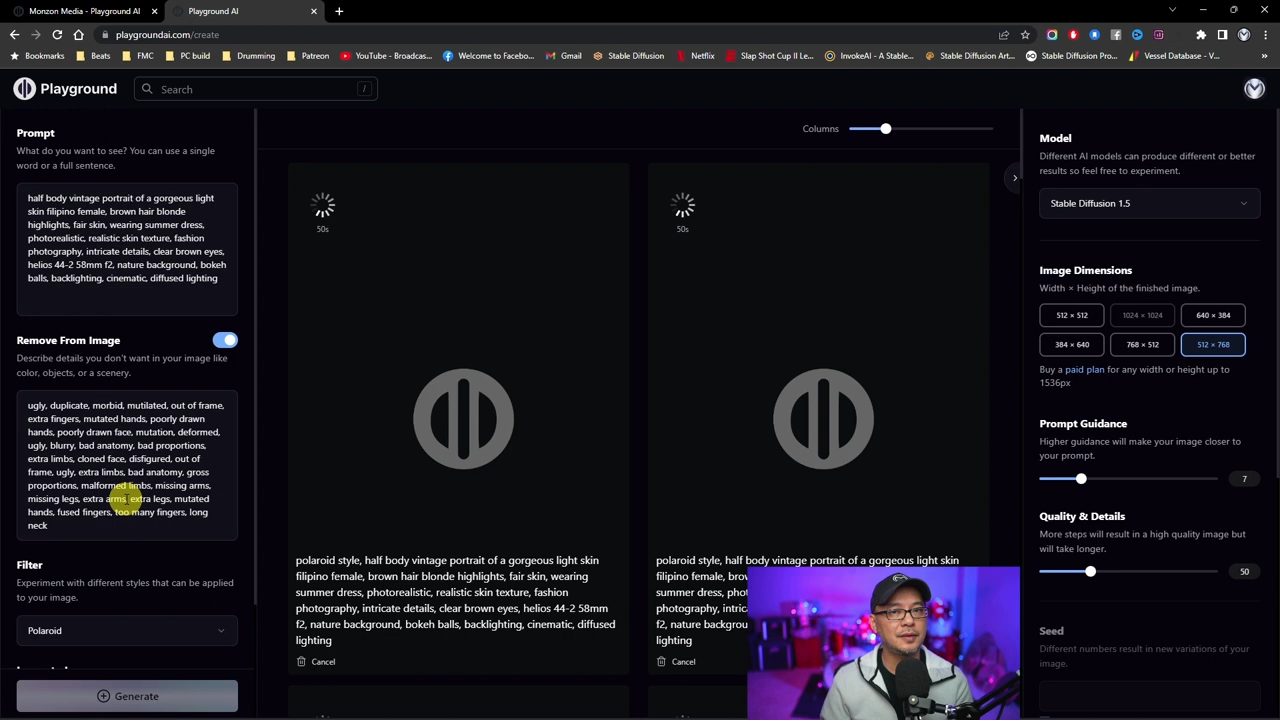 Monzon Media - Playground AI
Playground AI
playgroundai.com/create
Bookmarks
Beats
FMC
PC build
Drumming
Patreon
YouTube - Broadcas...
Welcome to Facebo...
Gmail
Stable Diffusion
Netflix
Slap Shot Cup II Le...
InvokeAI - A Stable...
Stable Diffusion Art...
Stable Diffusion Pro...
Vessel Database - V...
Playground
Search
/
Columns
Prompt
What do you want to see? You can use a single
word or a full sentence.
half body vintage portrait of a gorgeous light
skin filipino female, brown hair blonde
highlights, fair skin, wearing summer dress,
photorealistic, realistic skin texture, fashion
photography, intricate details, clear brown eyes,
helios 44-2 58mm f2, nature background, bokeh
balls, backlighting, cinematic, diffused lighting
Remove From Image
Describe details you don't want in your image like
color, objects, or a scenery.
ugly, duplicate, morbid, mutilated, out of frame,
extra fingers, mutated hands, poorly drawn
hands, poorly drawn face, mutation, deformed,
ugly, blurry, bad anatomy, bad proportions,
extra limbs, cloned face, disfigured, out of
frame, ugly, extra limbs, bad anatomy, gross
proportions, malformed limbs, missing arms,
missing legs, extra arms, extra legs, mutated
hands, fused fingers, too many fingers, long
neck
Filter
Experiment with different styles that can be applied
to your image.
Polaroid
Generate
50s
polaroid style, half body vintage portrait of a gorgeous light skin
filipino female, brown hair blonde highlights, fair skin, wearing
summer dress, photorealistic, realistic skin texture, fashion
photography, intricate details, clear brown eyes, helios 44-2 58mm
f2, nature background, bokeh balls, backlighting, cinematic, diffused
lighting
Cancel
50s
polaroid style, half body vintage portrait of a gorgeous light skin
filipino female, brow
summer dress, phot
photography, intrica
f2, nature backgrou
lighting
Cancel
Model
Different AI models can produce different or better
results so feel free to experiment.
Stable Diffusion 1.5
Image Dimensions
Width × Height of the finished image.
512 × 512
1024 × 1024
640 × 384
384 × 640
768 × 512
512 × 768
Buy a paid plan for any width or height up to
1536px
Prompt Guidance
Higher guidance will make your image closer to
your prompt.
7
Quality & Details
More steps will result in a high quality image but
will take longer.
50
Seed
Different numbers result in new variations of your
image.